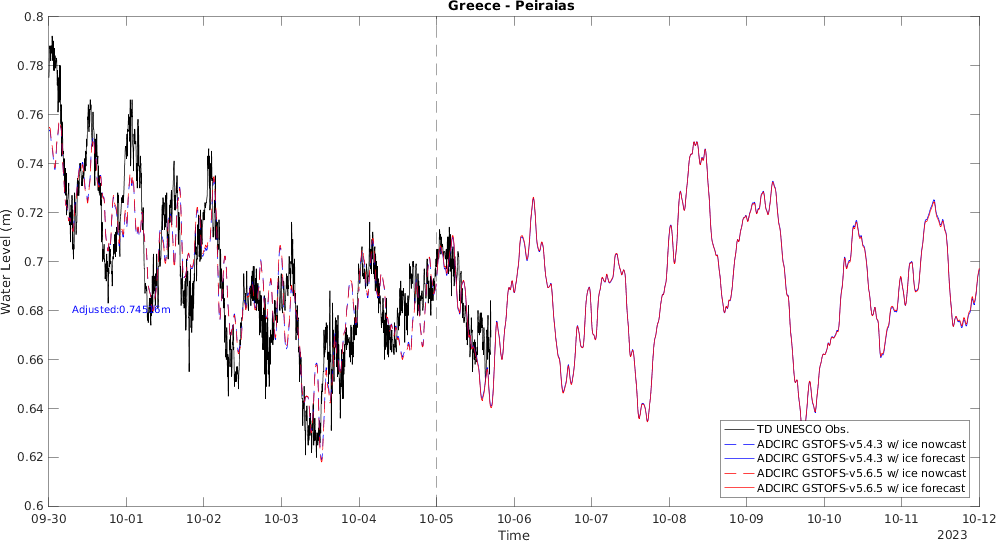 Greece - Peiraias
Water Level (m)
0.8
0.78
0.76
0.74
0.72
0.7
0.68
0.66
0.64
0.62
0.6
TD UNESCO Obs.
ADCIRC GSTOFS-v5.4.3 w/ ice nowcast
ADCIRC GSTOFS-v5.4.3 w/ ice forecast
ADCIRC GSTOFS-v5.6.5 w/ ice nowcast
ADCIRC GSTOFS-v5.6.5 w/ ice forecast
09-30 10-01 10-02 10-03 10-04 10-05 10-06 10-07 10-08 10-09 10-10 10-11 10-12
Time
2023